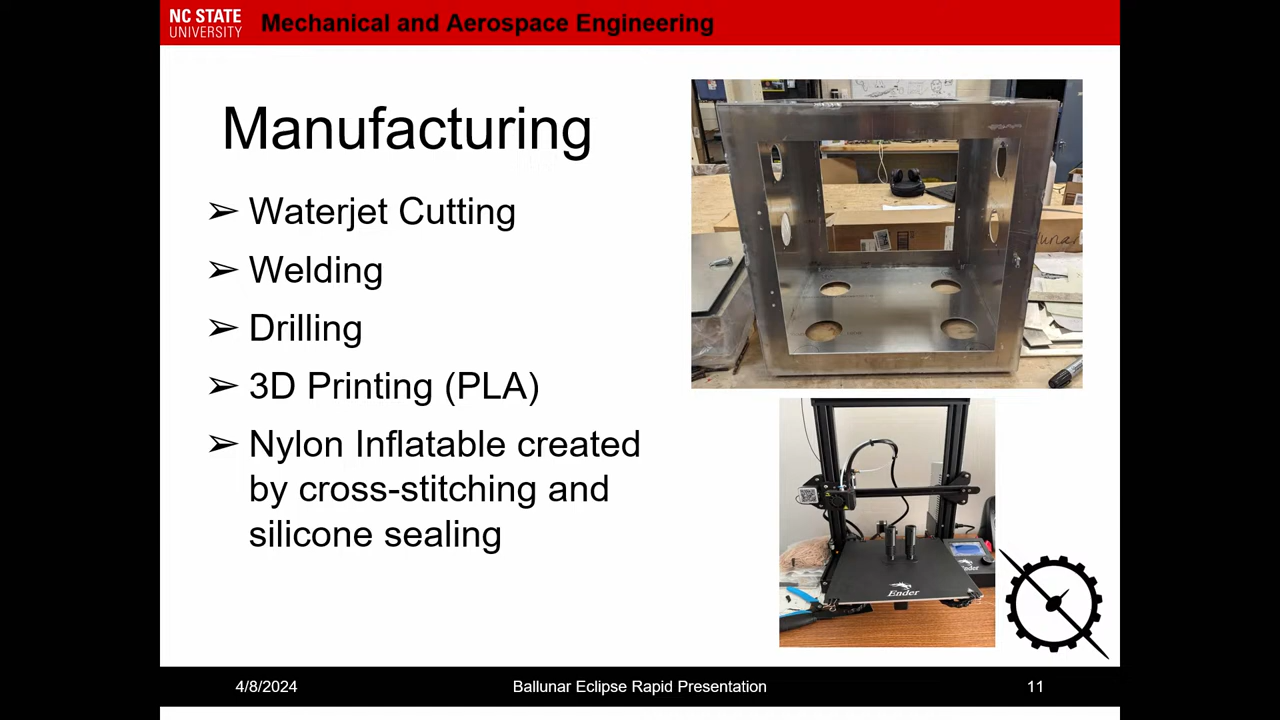 NC STATE
UNIVERSITY
Mechanical and Aerospace Engineering
Manufacturing
➢ Waterjet Cutting
➢ Welding
➢ Drilling
➢ 3D Printing (PLA)
➢ Nylon Inflatable created
by cross-stitching and
silicone sealing
Ender
4/8/2024
Ballunar Eclipse Rapid Presentation
11